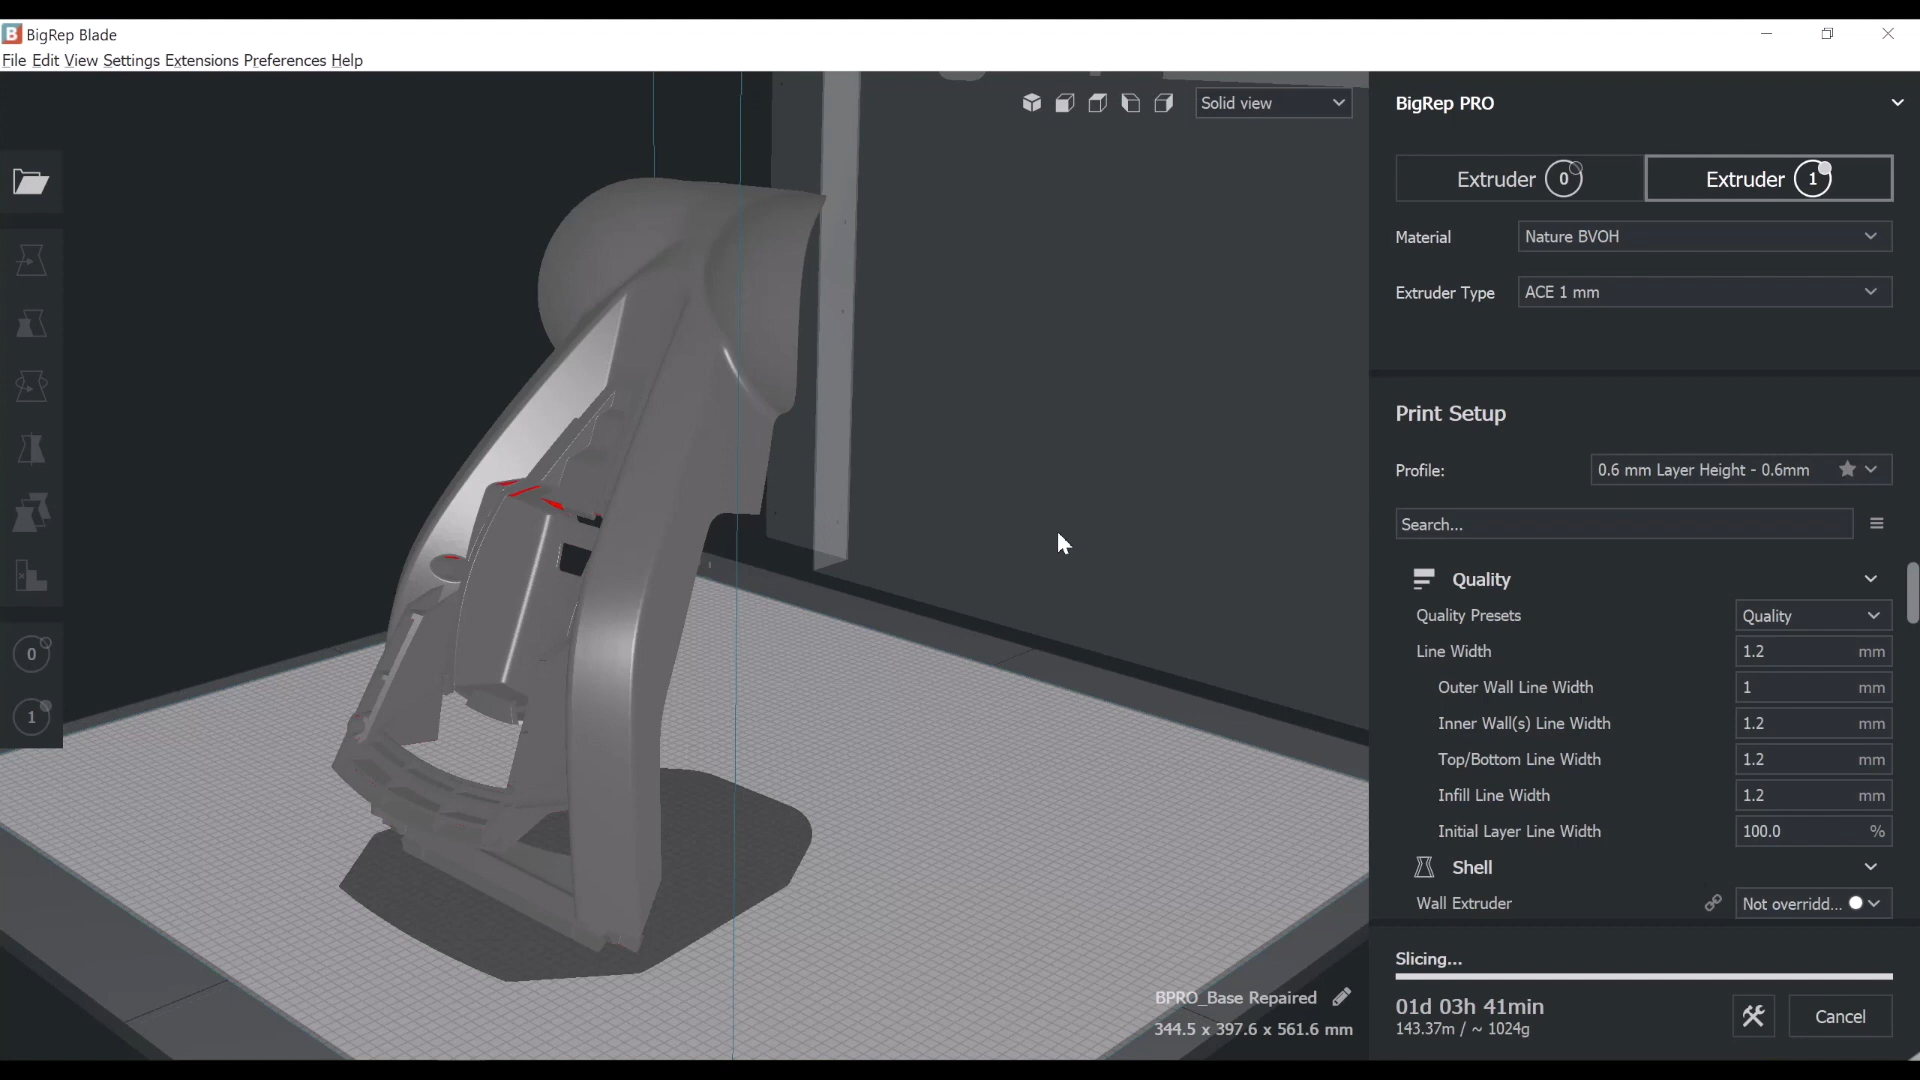 BigRep Blade
File Edit View Settings Extensions Preferences Help
Solid view
BigRep PRO
Extruder 0
Extruder 1
Material
Nature BVOH
Extruder Type
ACE 1 mm
Print Setup
Profile:
0.6 mm Layer Height - 0.6mm
Search...
Quality
Quality Presets
Quality
Line Width
1.2 mm
Outer Wall Line Width
1 mm
Inner Wall(s) Line Width
1.2 mm
Top/Bottom Line Width
1.2 mm
Infill Line Width
1.2 mm
Initial Layer Line Width
100.0 %
Shell
Wall Extruder
Not overridd...
0
1
BPRO_Base Repaired
344.5 x 397.6 x 561.6 mm
Slicing...
01d 03h 41min
143.37m / ~ 1024g
Cancel